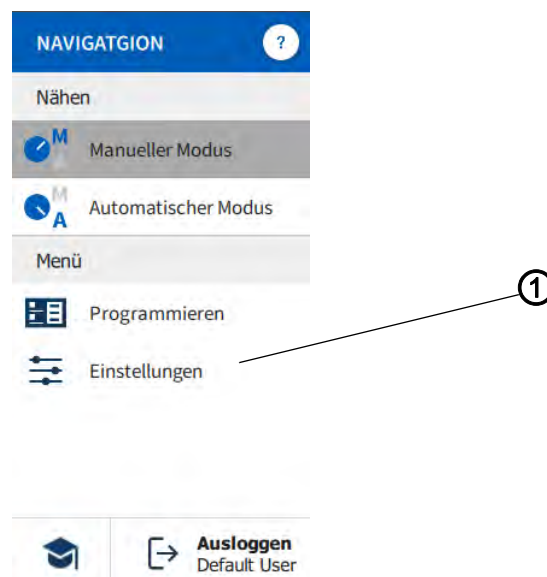 NAVIGATGION ?
Nähen
M Manueller Modus
M
A Automatischer Modus
Menü
①
Programmieren
Einstellungen
Ausloggen
Default User